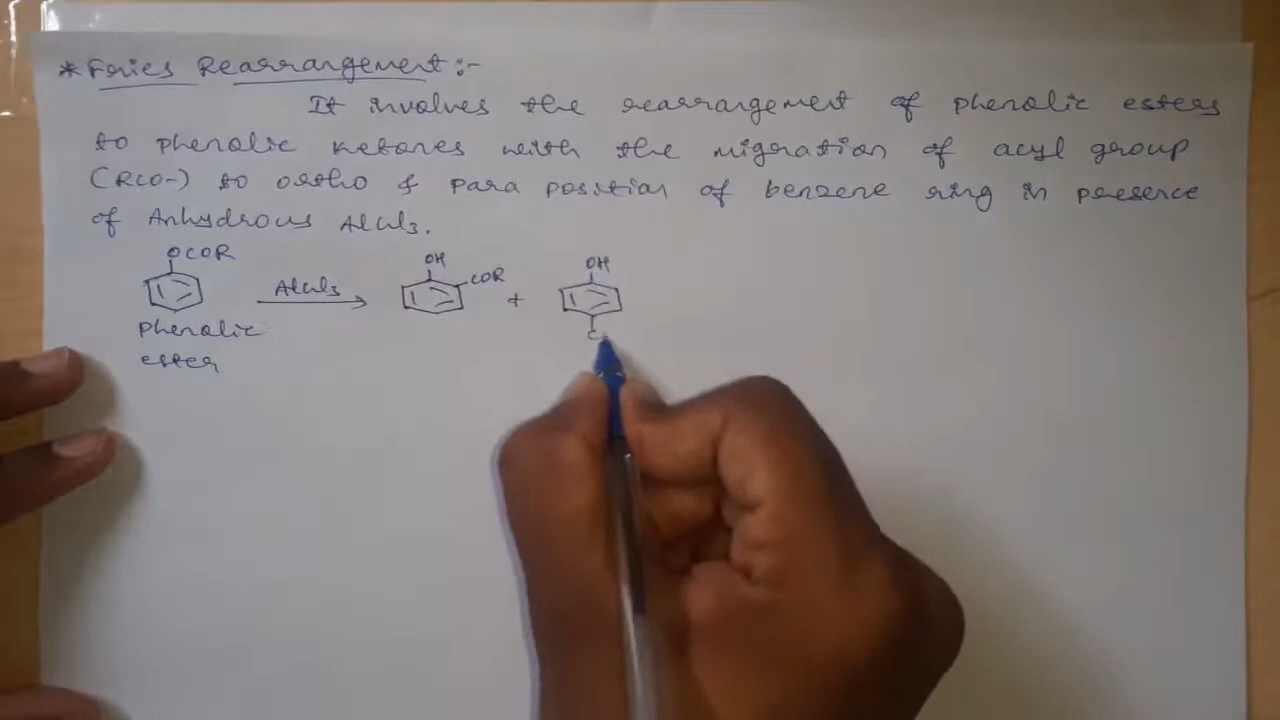 * Fries Rearrangement :-
It involves the rearrangement of phenolic esters
to phenolic ketones with the migration of acyl group
(RCO-) to ortho & para position of benzene ring in presence
of Anhydrous AlCl3.
OCOR AlCl3 OH COR + OH
C
Phenolic
ester